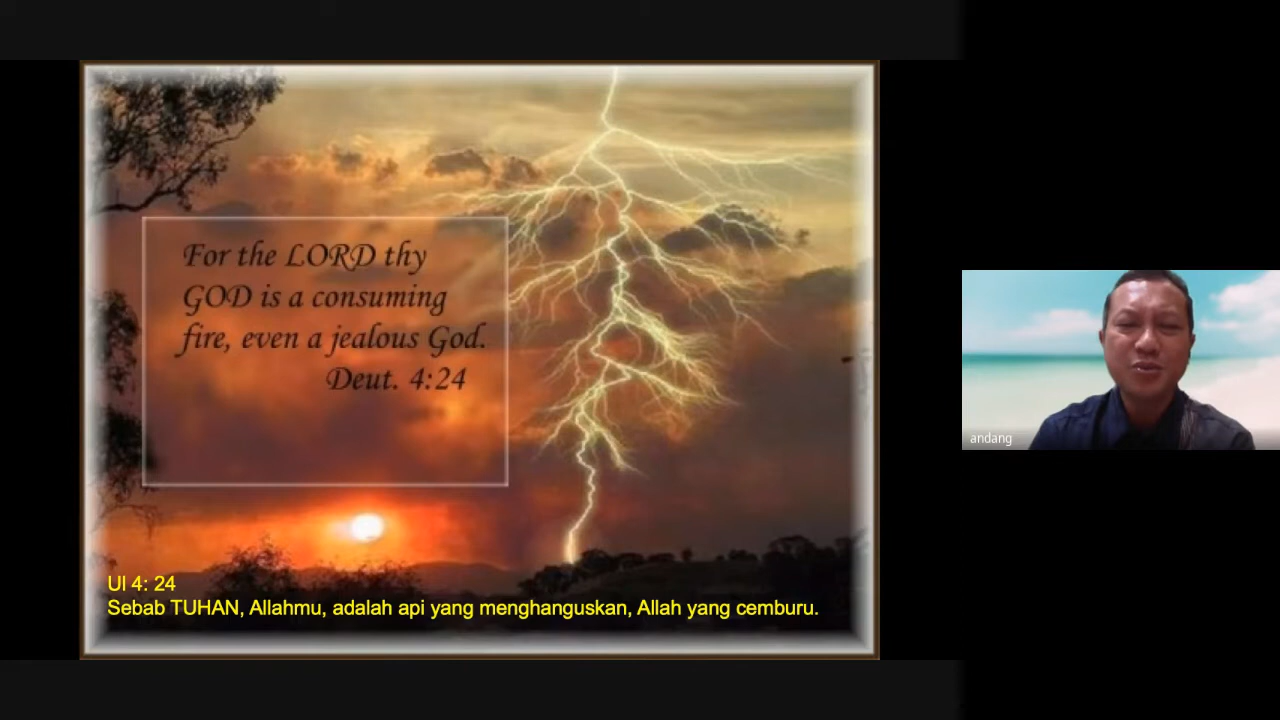 For the LORD thy
GOD is a consuming
fire, even a jealous God.
Deut. 4:24
Ul 4: 24
Sebab TUHAN, Allahmu, adalah api yang menghanguskan, Allah yang cemburu.
andang